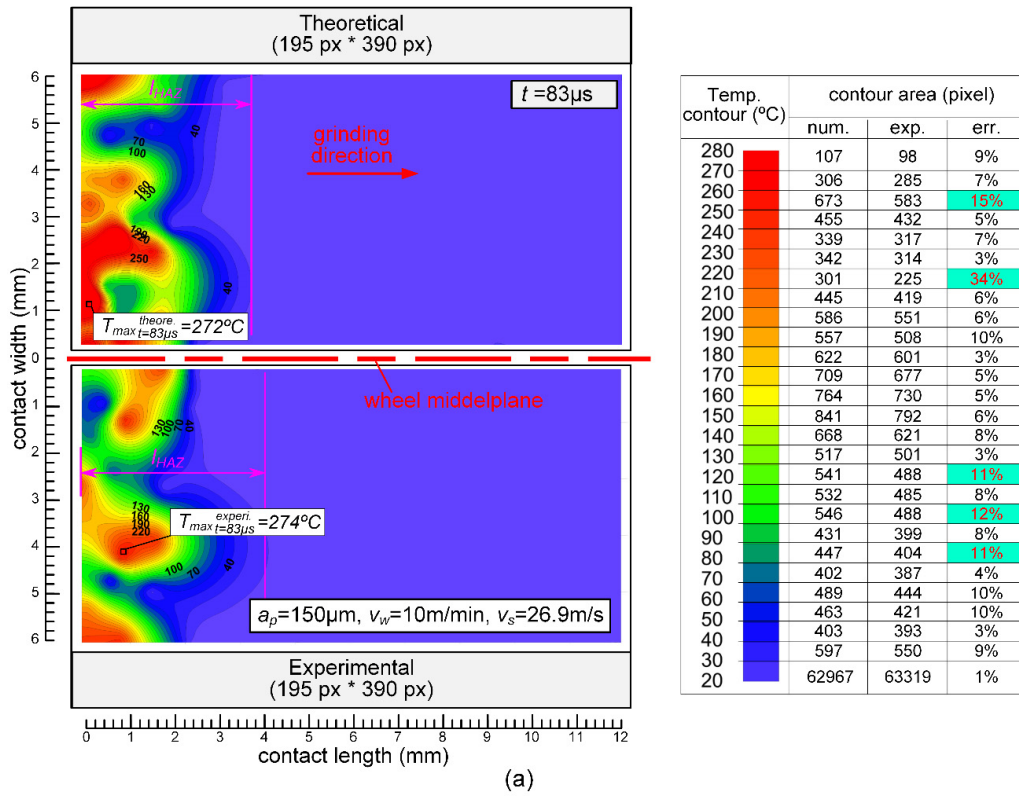 Theoretical
(195 px * 390 px)
6
5
4
3
2
1
0
1
2
3
4
5
6
contact width (mm)
l HAZ
t =83µs
grinding
direction
40
70
100
160
130
190
220
250
40
T max theore. t=83µs =272ºC
wheel middelplane
130
100
70
40
l HAZ
130
160
190
220
T max experi. t=83µs =274ºC
100
70
40
a p =150µm, v w =10m/min, v s =26.9m/s
Experimental
(195 px * 390 px)
0 1 2 3 4 5 6 7 8 9 10 11 12
contact length (mm)
(a)
Temp. contour (ºC) contour area (pixel)
num. exp. err.
280
107 98 9%
270
306 285 7%
260
673 583 15%
250
455 432 5%
240
339 317 7%
230
342 314 3%
220
301 225 34%
210
445 419 6%
200
586 551 6%
190
557 508 10%
180
622 601 3%
170
709 677 5%
160
764 730 5%
150
841 792 6%
140
668 621 8%
130
517 501 3%
120
541 488 11%
110
532 485 8%
100
546 488 12%
90
431 399 8%
80
447 404 11%
70
402 387 4%
60
489 444 10%
50
463 421 10%
40
403 393 3%
30
597 550 9%
20
62967 63319 1%